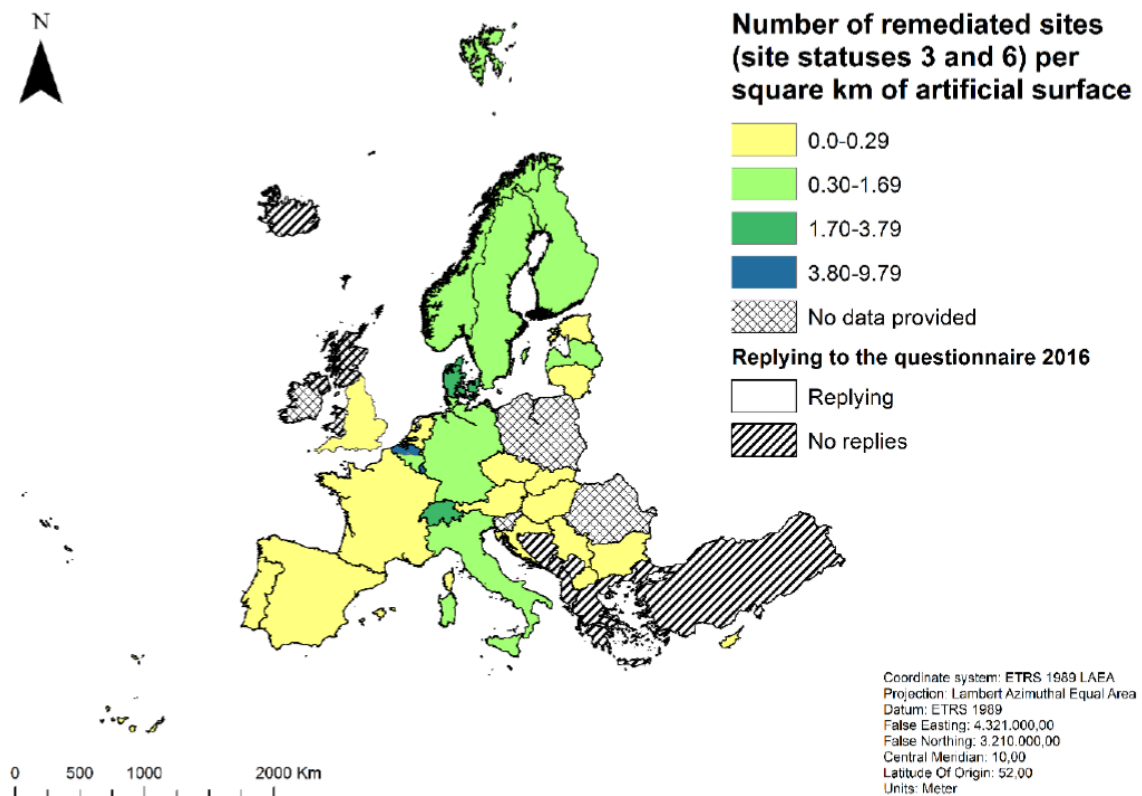 N
Number of remediated sites
(site statuses 3 and 6) per
square km of artificial surface
0.0-0.29
0.30-1.69
1.70-3.79
3.80-9.79
No data provided
Replying to the questionnaire 2016
Replying
No replies
Coordinate system: ETRS 1989 LAEA
Projection: Lambert Azimuthal Equal Area
Datum: ETRS 1989
False Easting: 4.321.000,00
False Northing: 3.210.000,00
Central Meridian: 10,00
Latitude Of Origin: 52,00
Units: Meter
0 500 1000 2000 Km